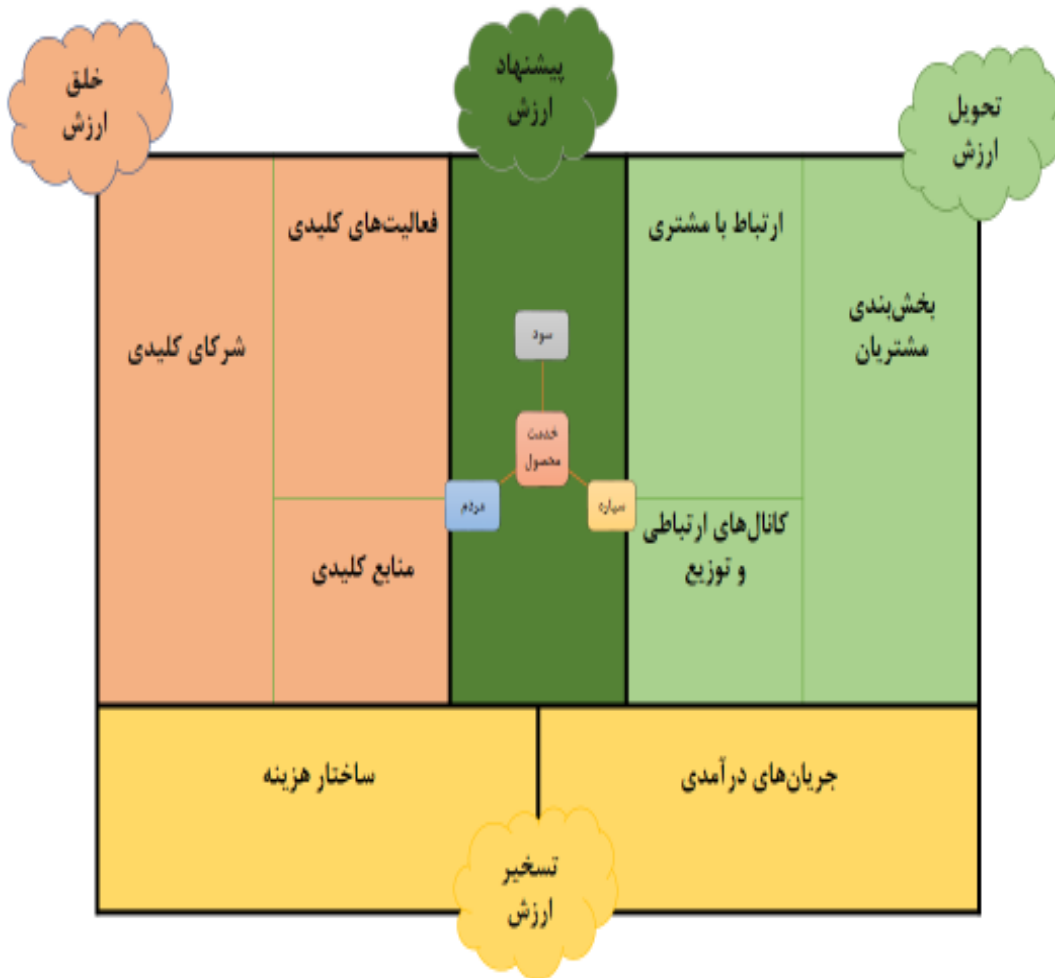 خلق
ارزش
پیشنهاد
ارزش
تحویل
ارزش
شرکای کلیدی
فعالیت‌های کلیدی
منابع کلیدی
سود
خدمت
محصول
مردم
سیاره
ارتباط با مشتری
کانال‌های ارتباطی
و توزیع
بخش‌بندی
مشتریان
ساختار هزینه
جریان‌های درآمدی
تسخیر
ارزش